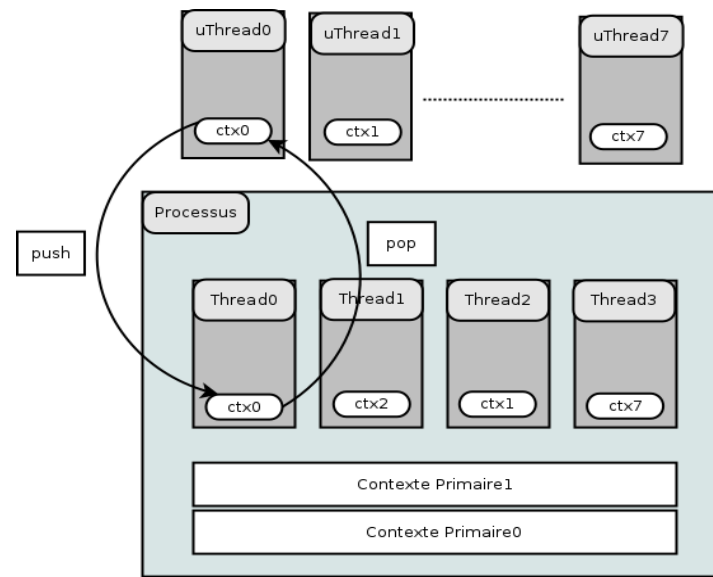 uThread0
uThread1
uThread7
ctx0
ctx1
ctx7
Processus
push
pop
Thread0
Thread1
Thread2
Thread3
ctx0
ctx2
ctx1
ctx7
Contexte Primaire1
Contexte Primaire0